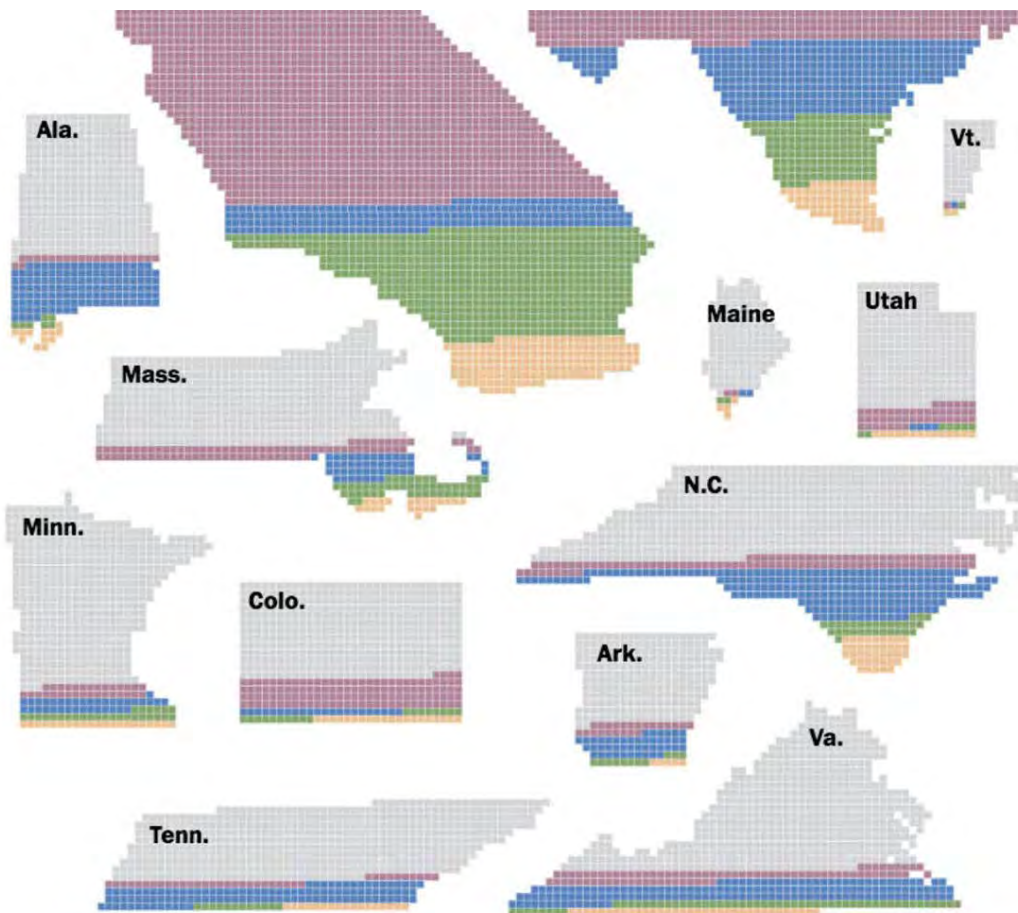 Ala.
Vt.
Maine
Utah
Mass.
N.C.
Minn.
Colo.
Ark.
Va.
Tenn.